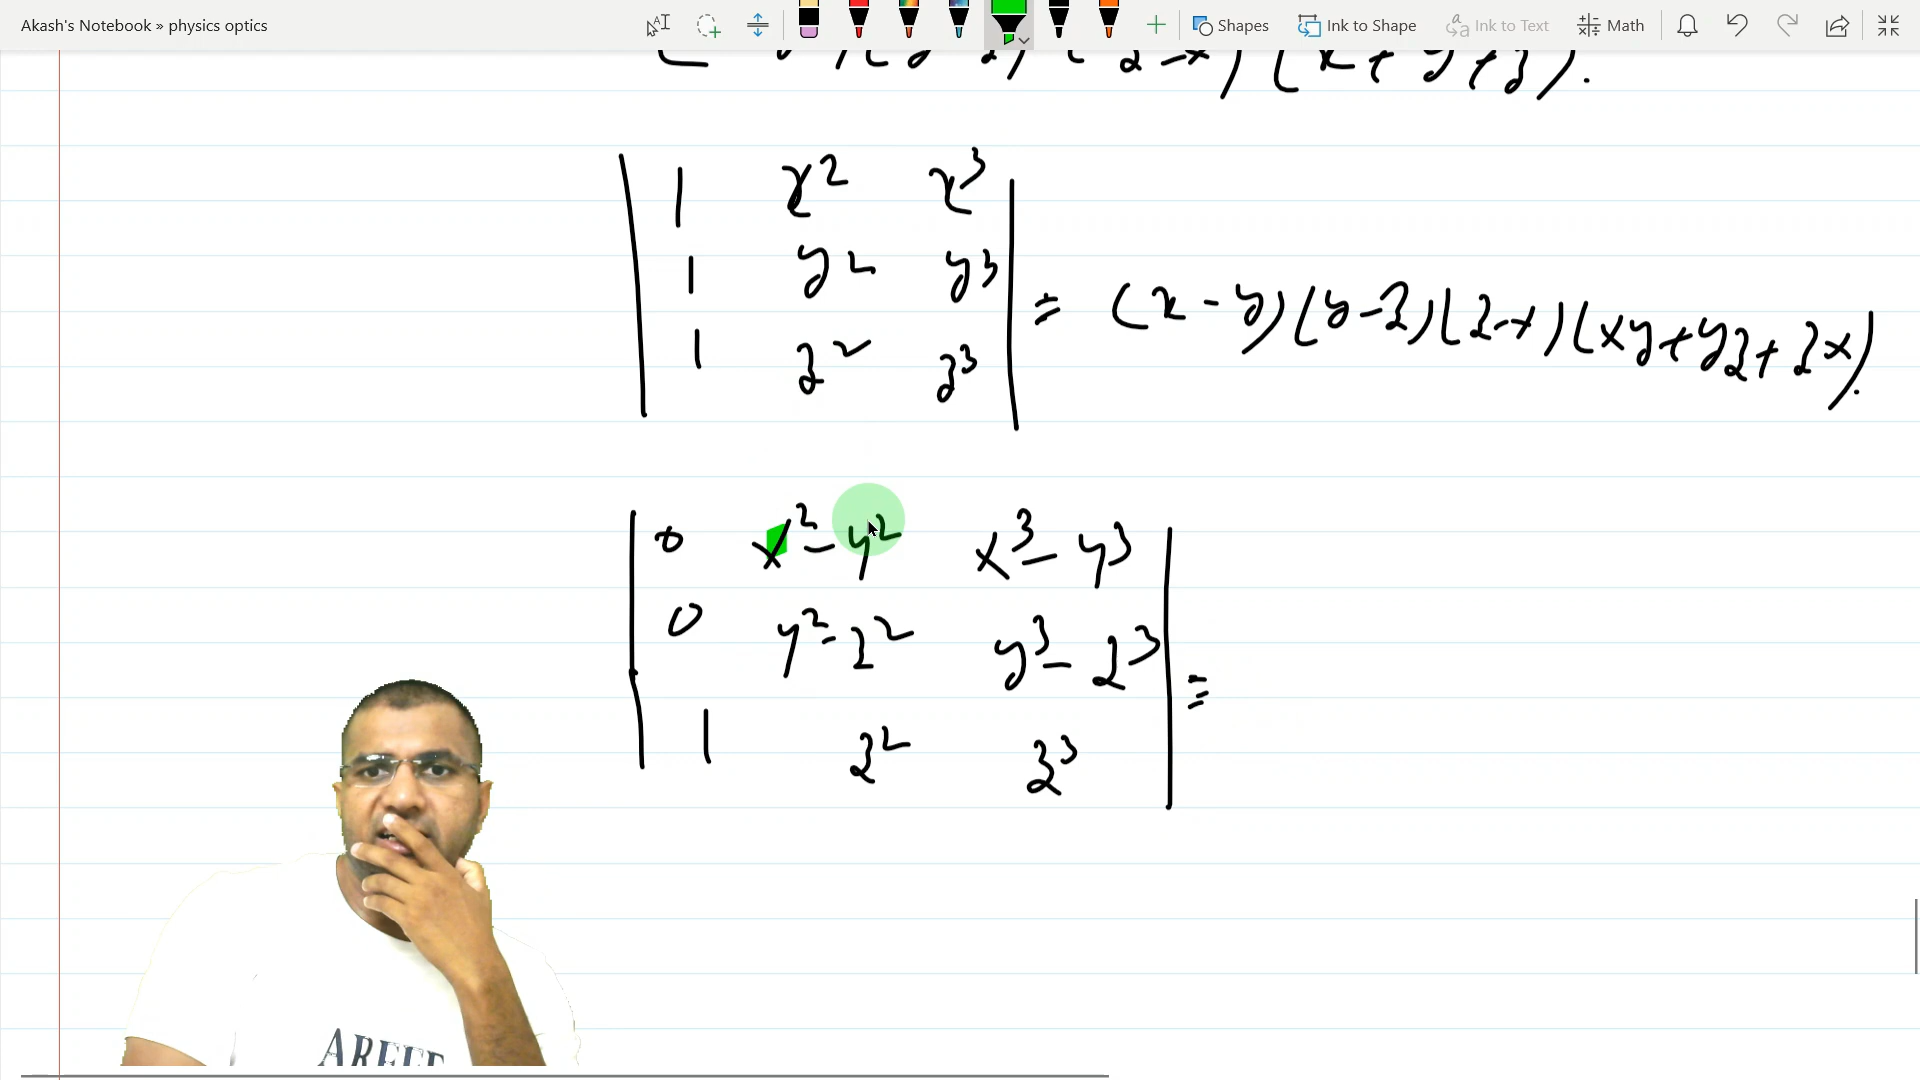 Akash's Notebook » physics optics
Shapes Ink to Shape Ink to Text Math
(x+y+z).
| 1 x² x³ |
| 1 y² y³ | = (x-y)(y-z)(z-x)(xy+yz+zx).
| 1 z² z³ |
| 0 x²-y² x³-y³ |
| 0 y²-z² y³-z³ | =
| 1 z² z³ |